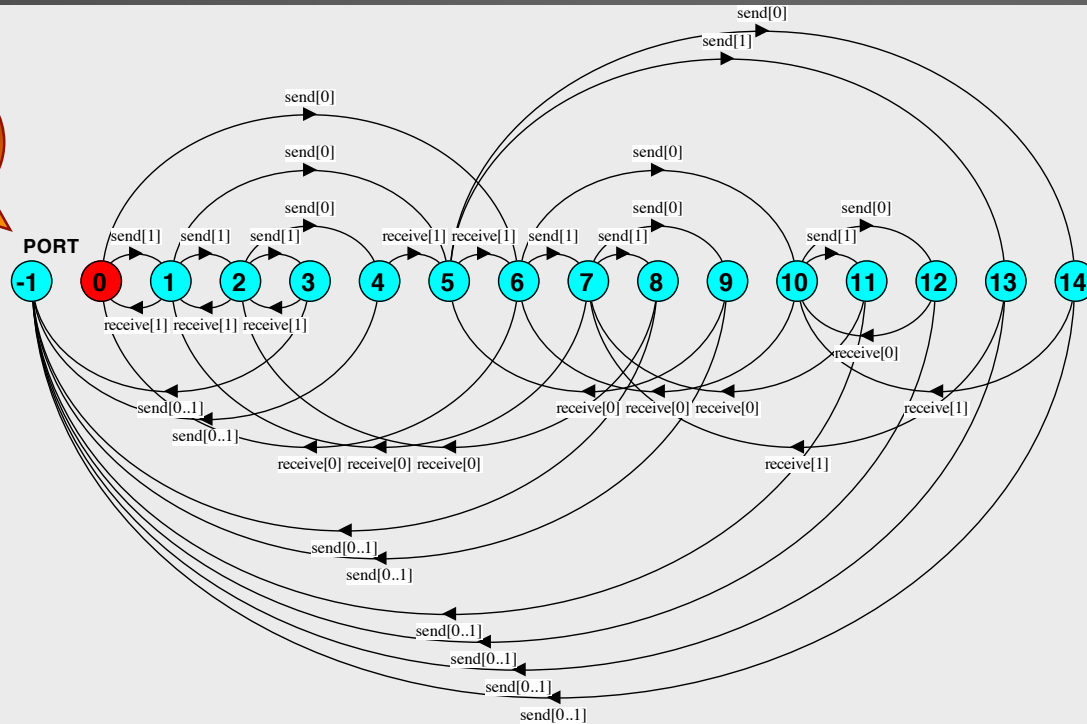 send[0]
send[1]
send[0]
send[0] send[0]
send[0] send[0] send[0]
send[1] send[1] send[1] receive[1] receive[1] send[1] send[1] send[1]
PORT
-1 0 1 2 3 4 5 6 7 8 9 10 11 12 13 14
receive[1] receive[1] receive[1]
receive[0]
send[0..1] receive[0] receive[0] receive[0] receive[1]
send[0..1]
receive[0] receive[0] receive[0] receive[1]
send[0..1]
send[0..1]
send[0..1]
send[0..1]
send[0..1]
send[0..1]